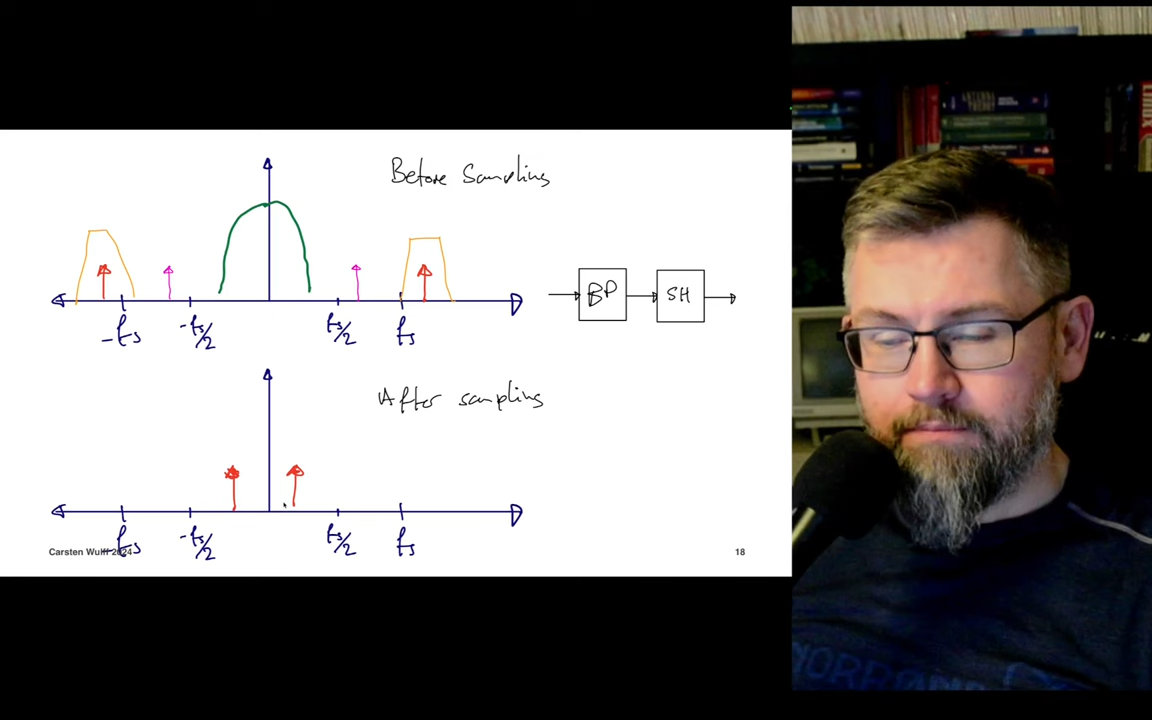 Before Sampling
-fs -fs/2 fs/2 fs
BP SH
After sampling
-fs -fs/2 fs/2 fs
Carsten Wulff 2024
18